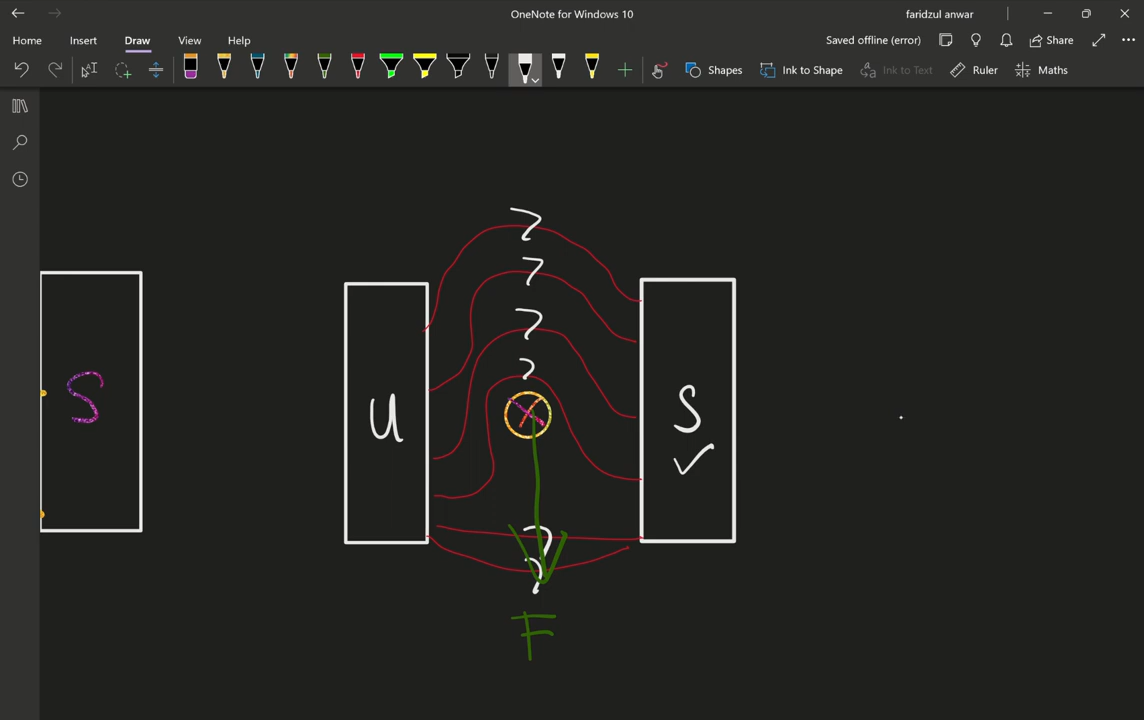 OneNote for Windows 10
faridzul anwar
Home Insert Draw View Help
Saved offline (error)
Share
Shapes
Ink to Shape
Ink to Text
Ruler
Maths
S
U
S
F